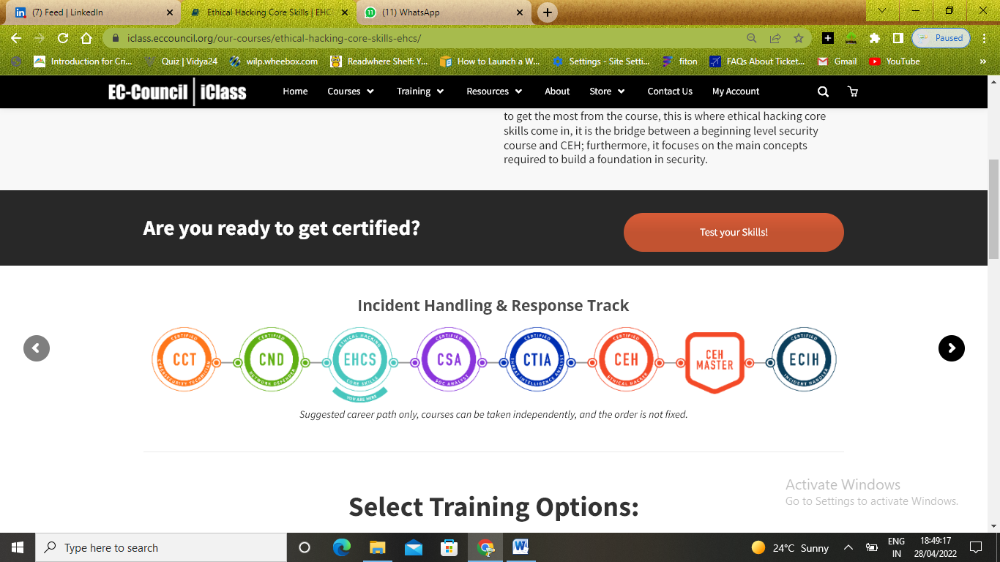 (7) Feed | LinkedIn
Ethical Hacking Core Skills | EHC
11
(11) WhatsApp
iclass.eccouncil.org/our-courses/ethical-hacking-core-skills-ehcs/
Paused
Introduction for Cri...
Quiz | Vidya24
wilp.wheebox.com
Readwhere Shelf: Y...
How to Launch a W...
Settings - Site Setti...
fiton
FAQs About Ticket...
Gmail
YouTube
»
EC-Council | iClass
Home
Courses
Training
Resources
About
Store
Contact Us
My Account
to get the most from the course, this is where ethical hacking core
skills come in, it is the bridge between a beginning level security
course and CEH; furthermore, it focuses on the main concepts
required to build a foundation in security.
Are you ready to get certified?
Test your Skills!
Incident Handling & Response Track
CERTIFIED
CCT
CYBERSECURITY TECHNICIAN
CERTIFIED
CND
NETWORK DEFENDER
ETHICAL HACKING
EHCS
CORE SKILLS
YOU ARE HERE
CERTIFIED
CSA
SOC ANALYST
CERTIFIED
CTIA
THREAT INTELLIGENCE ANALYST
CERTIFIED
CEH
ETHICAL HACKER
CEH
MASTER
CERTIFIED
ECIH
INCIDENT HANDLER
Suggested career path only, courses can be taken independently, and the order is not fixed.
Select Training Options:
Activate Windows
Go to Settings to activate Windows.
Type here to search
24°C Sunny
ENG
IN
18:49:17
28/04/2022